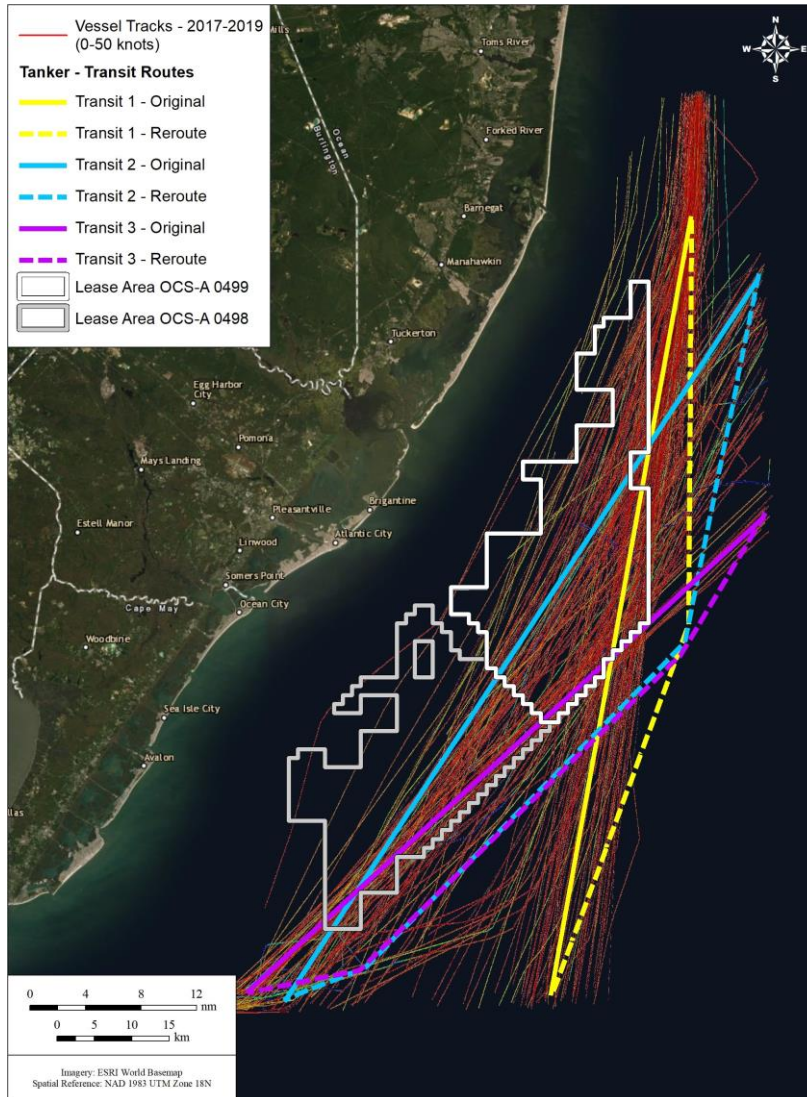 Vessel Tracks - 2017-2019
(0-50 knots)
Tanker - Transit Routes
Transit 1 - Original
Transit 1 - Reroute
Transit 2 - Original
Transit 2 - Reroute
Transit 3 - Original
Transit 3 - Reroute
Lease Area OCS-A 0499
Lease Area OCS-A 0498
Mills
Toms River
N
W
E
S
Ocean
Burlington
Forked River
Barnegat
Manahawkin
Tuckerton
Egg Harbor
City
Pomona
Mays Landing
Pleasantville
Brigantine
Estell Manor
Linwood
Atlantic City
Somers Point
Cape May
Ocean City
Woodbine
Sea Isle City
Avalon
llas
0 4 8 12
nm
0 5 10 15
km
Imagery: ESRI World Basemap
Spatial Reference: NAD 1983 UTM Zone 18N